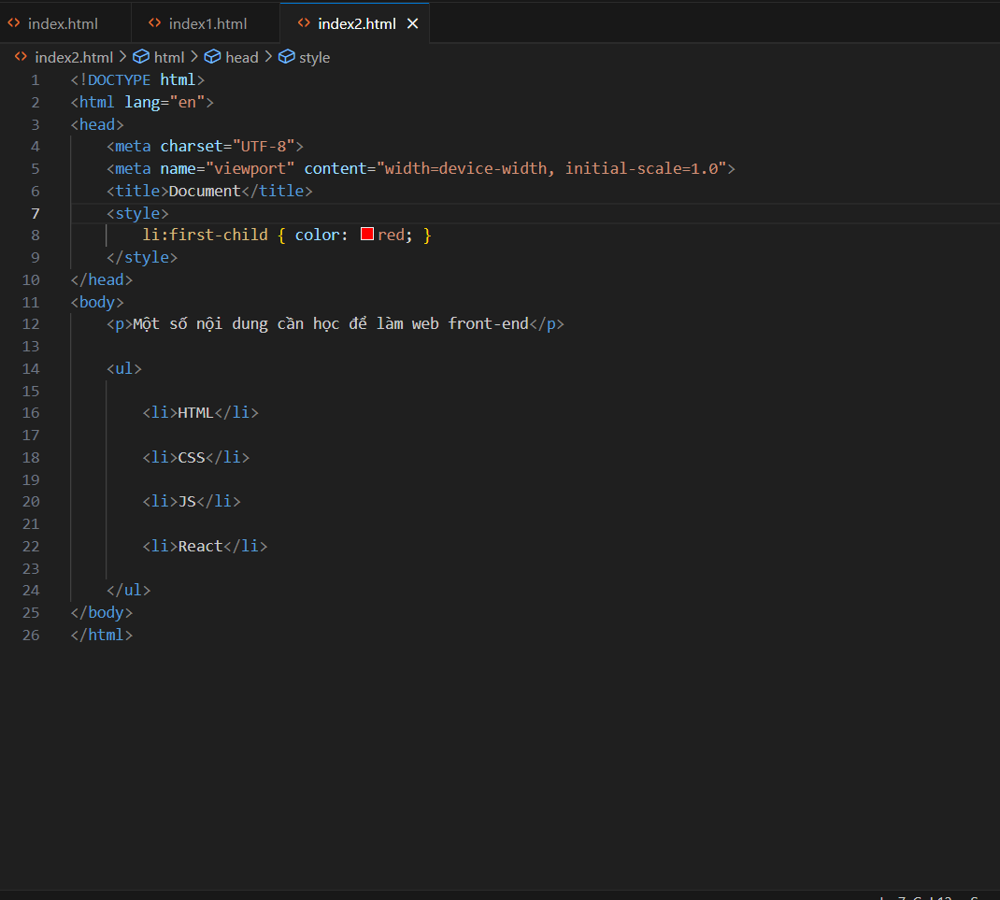 index.html index1.html index2.html
index2.html > html > head > style
1 <!DOCTYPE html>
2 <html lang="en">
3 <head>
4 <meta charset="UTF-8">
5 <meta name="viewport" content="width=device-width, initial-scale=1.0">
6 <title>Document</title>
7 <style>
8 li:first-child { color: red; }
9 </style>
10 </head>
11 <body>
12 <p>Một số nội dung cần học để làm web front-end</p>
13
14 <ul>
15
16 <li>HTML</li>
17
18 <li>CSS</li>
19
20 <li>JS</li>
21
22 <li>React</li>
23
24 </ul>
25 </body>
26 </html>